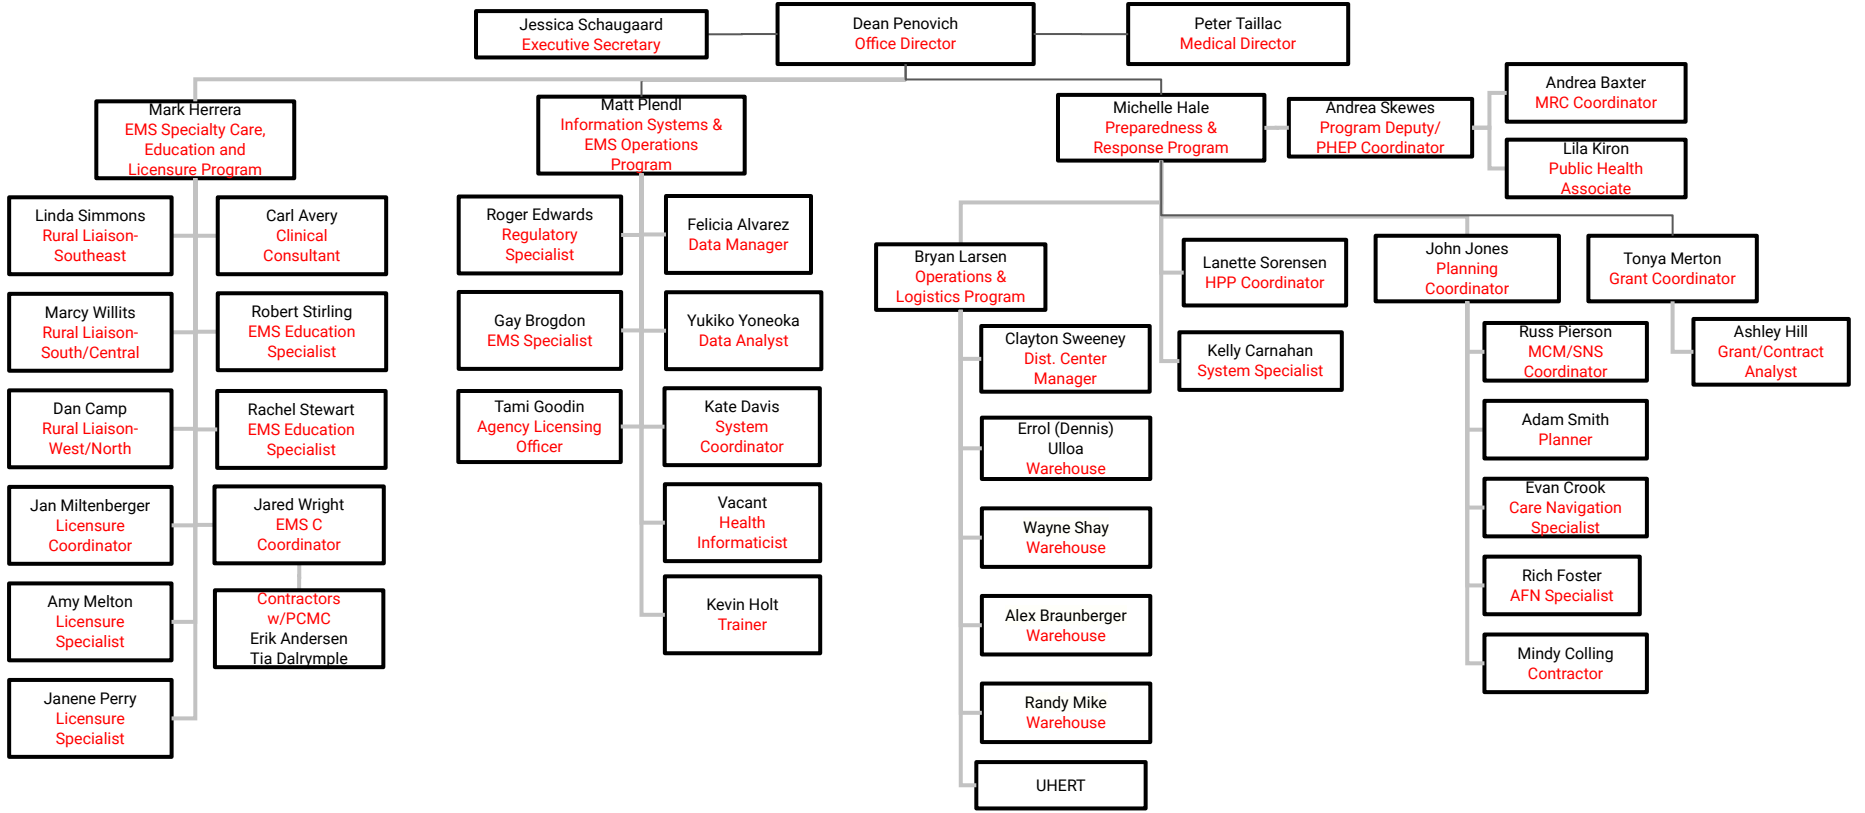 Jessica Schaugaard
Executive Secretary
Dean Penovich
Office Director
Peter Taillac
Medical Director
Mark Herrera
EMS Specialty Care,
Education and
Licensure Program
Matt Plendl
Information Systems &
EMS Operations
Program
Michelle Hale
Preparedness &
Response Program
Andrea Skewes
Program Deputy/
PHEP Coordinator
Andrea Baxter
MRC Coordinator
Lila Kiron
Public Health
Associate
Linda Simmons
Rural Liaison-
Southeast
Carl Avery
Clinical
Consultant
Marcy Willits
Rural Liaison-
South/Central
Robert Stirling
EMS Education
Specialist
Dan Camp
Rural Liaison-
West/North
Rachel Stewart
EMS Education
Specialist
Jan Miltenberger
Licensure
Coordinator
Jared Wright
EMS C
Coordinator
Amy Melton
Licensure
Specialist
Contractors
w/PCMC
Erik Andersen
Tia Dalrymple
Janene Perry
Licensure
Specialist
Roger Edwards
Regulatory
Specialist
Felicia Alvarez
Data Manager
Gay Brogdon
EMS Specialist
Yukiko Yoneoka
Data Analyst
Tami Goodin
Agency Licensing
Officer
Kate Davis
System
Coordinator
Vacant
Health
Informaticist
Kevin Holt
Trainer
Bryan Larsen
Operations &
Logistics Program
Clayton Sweeney
Dist. Center
Manager
Errol (Dennis)
Ulloa
Warehouse
Wayne Shay
Warehouse
Alex Braunberger
Warehouse
Randy Mike
Warehouse
UHERT
Lanette Sorensen
HPP Coordinator
Kelly Carnahan
System Specialist
John Jones
Planning
Coordinator
Russ Pierson
MCM/SNS
Coordinator
Adam Smith
Planner
Evan Crook
Care Navigation
Specialist
Rich Foster
AFN Specialist
Mindy Colling
Contractor
Tonya Merton
Grant Coordinator
Ashley Hill
Grant/Contract
Analyst